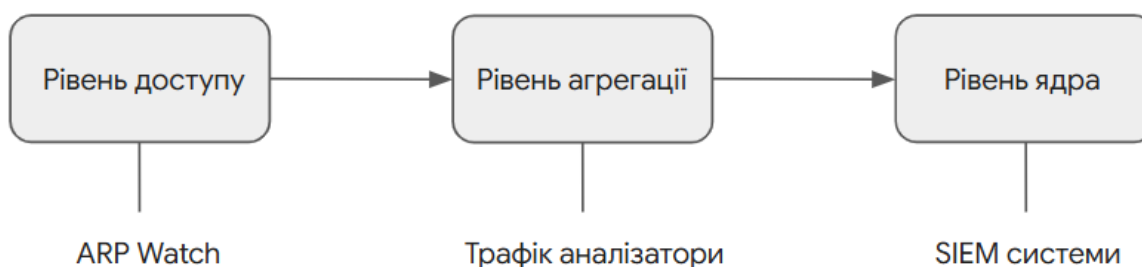 Рівень доступу
Рівень агрегації
Рівень ядра
ARP Watch
Трафік аналізатори
SIEM системи